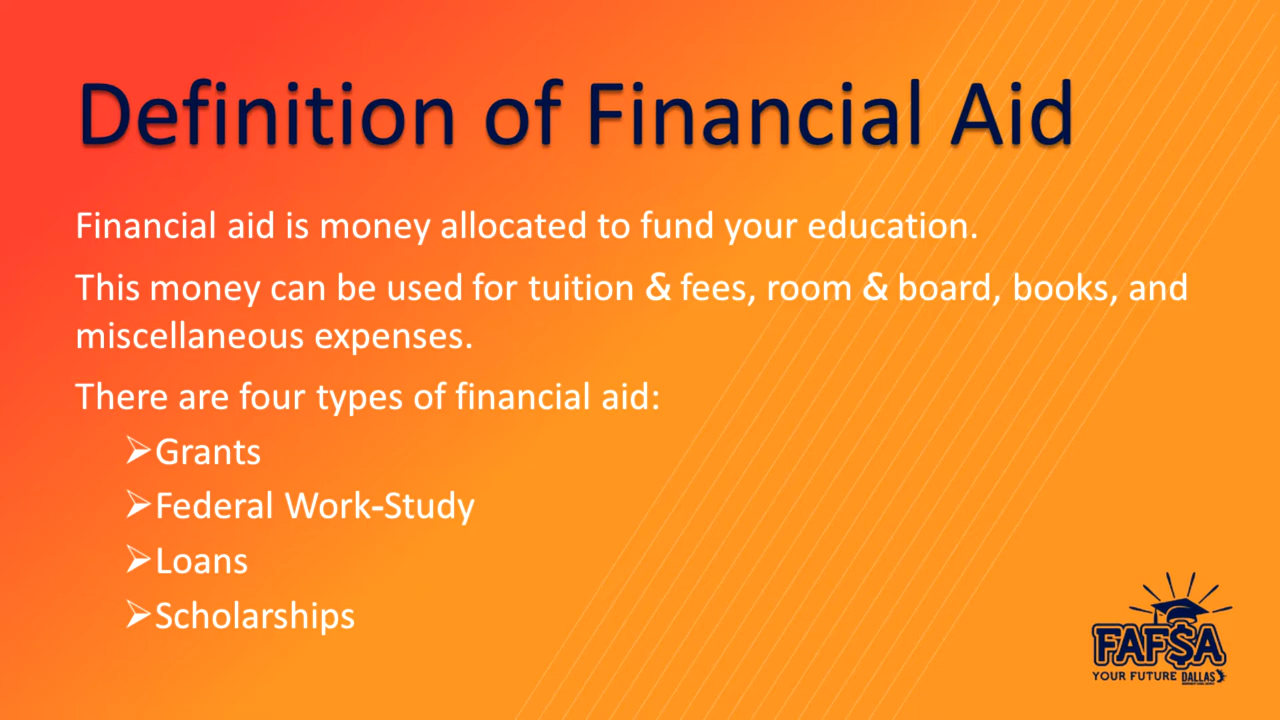 Definition of Financial Aid
Financial aid is money allocated to fund your education.
This money can be used for tuition & fees, room & board, books, and
miscellaneous expenses.
There are four types of financial aid:
➢Grants
➢Federal Work-Study
➢Loans
➢Scholarships
FAF$A
YOUR FUTURE DALLAS